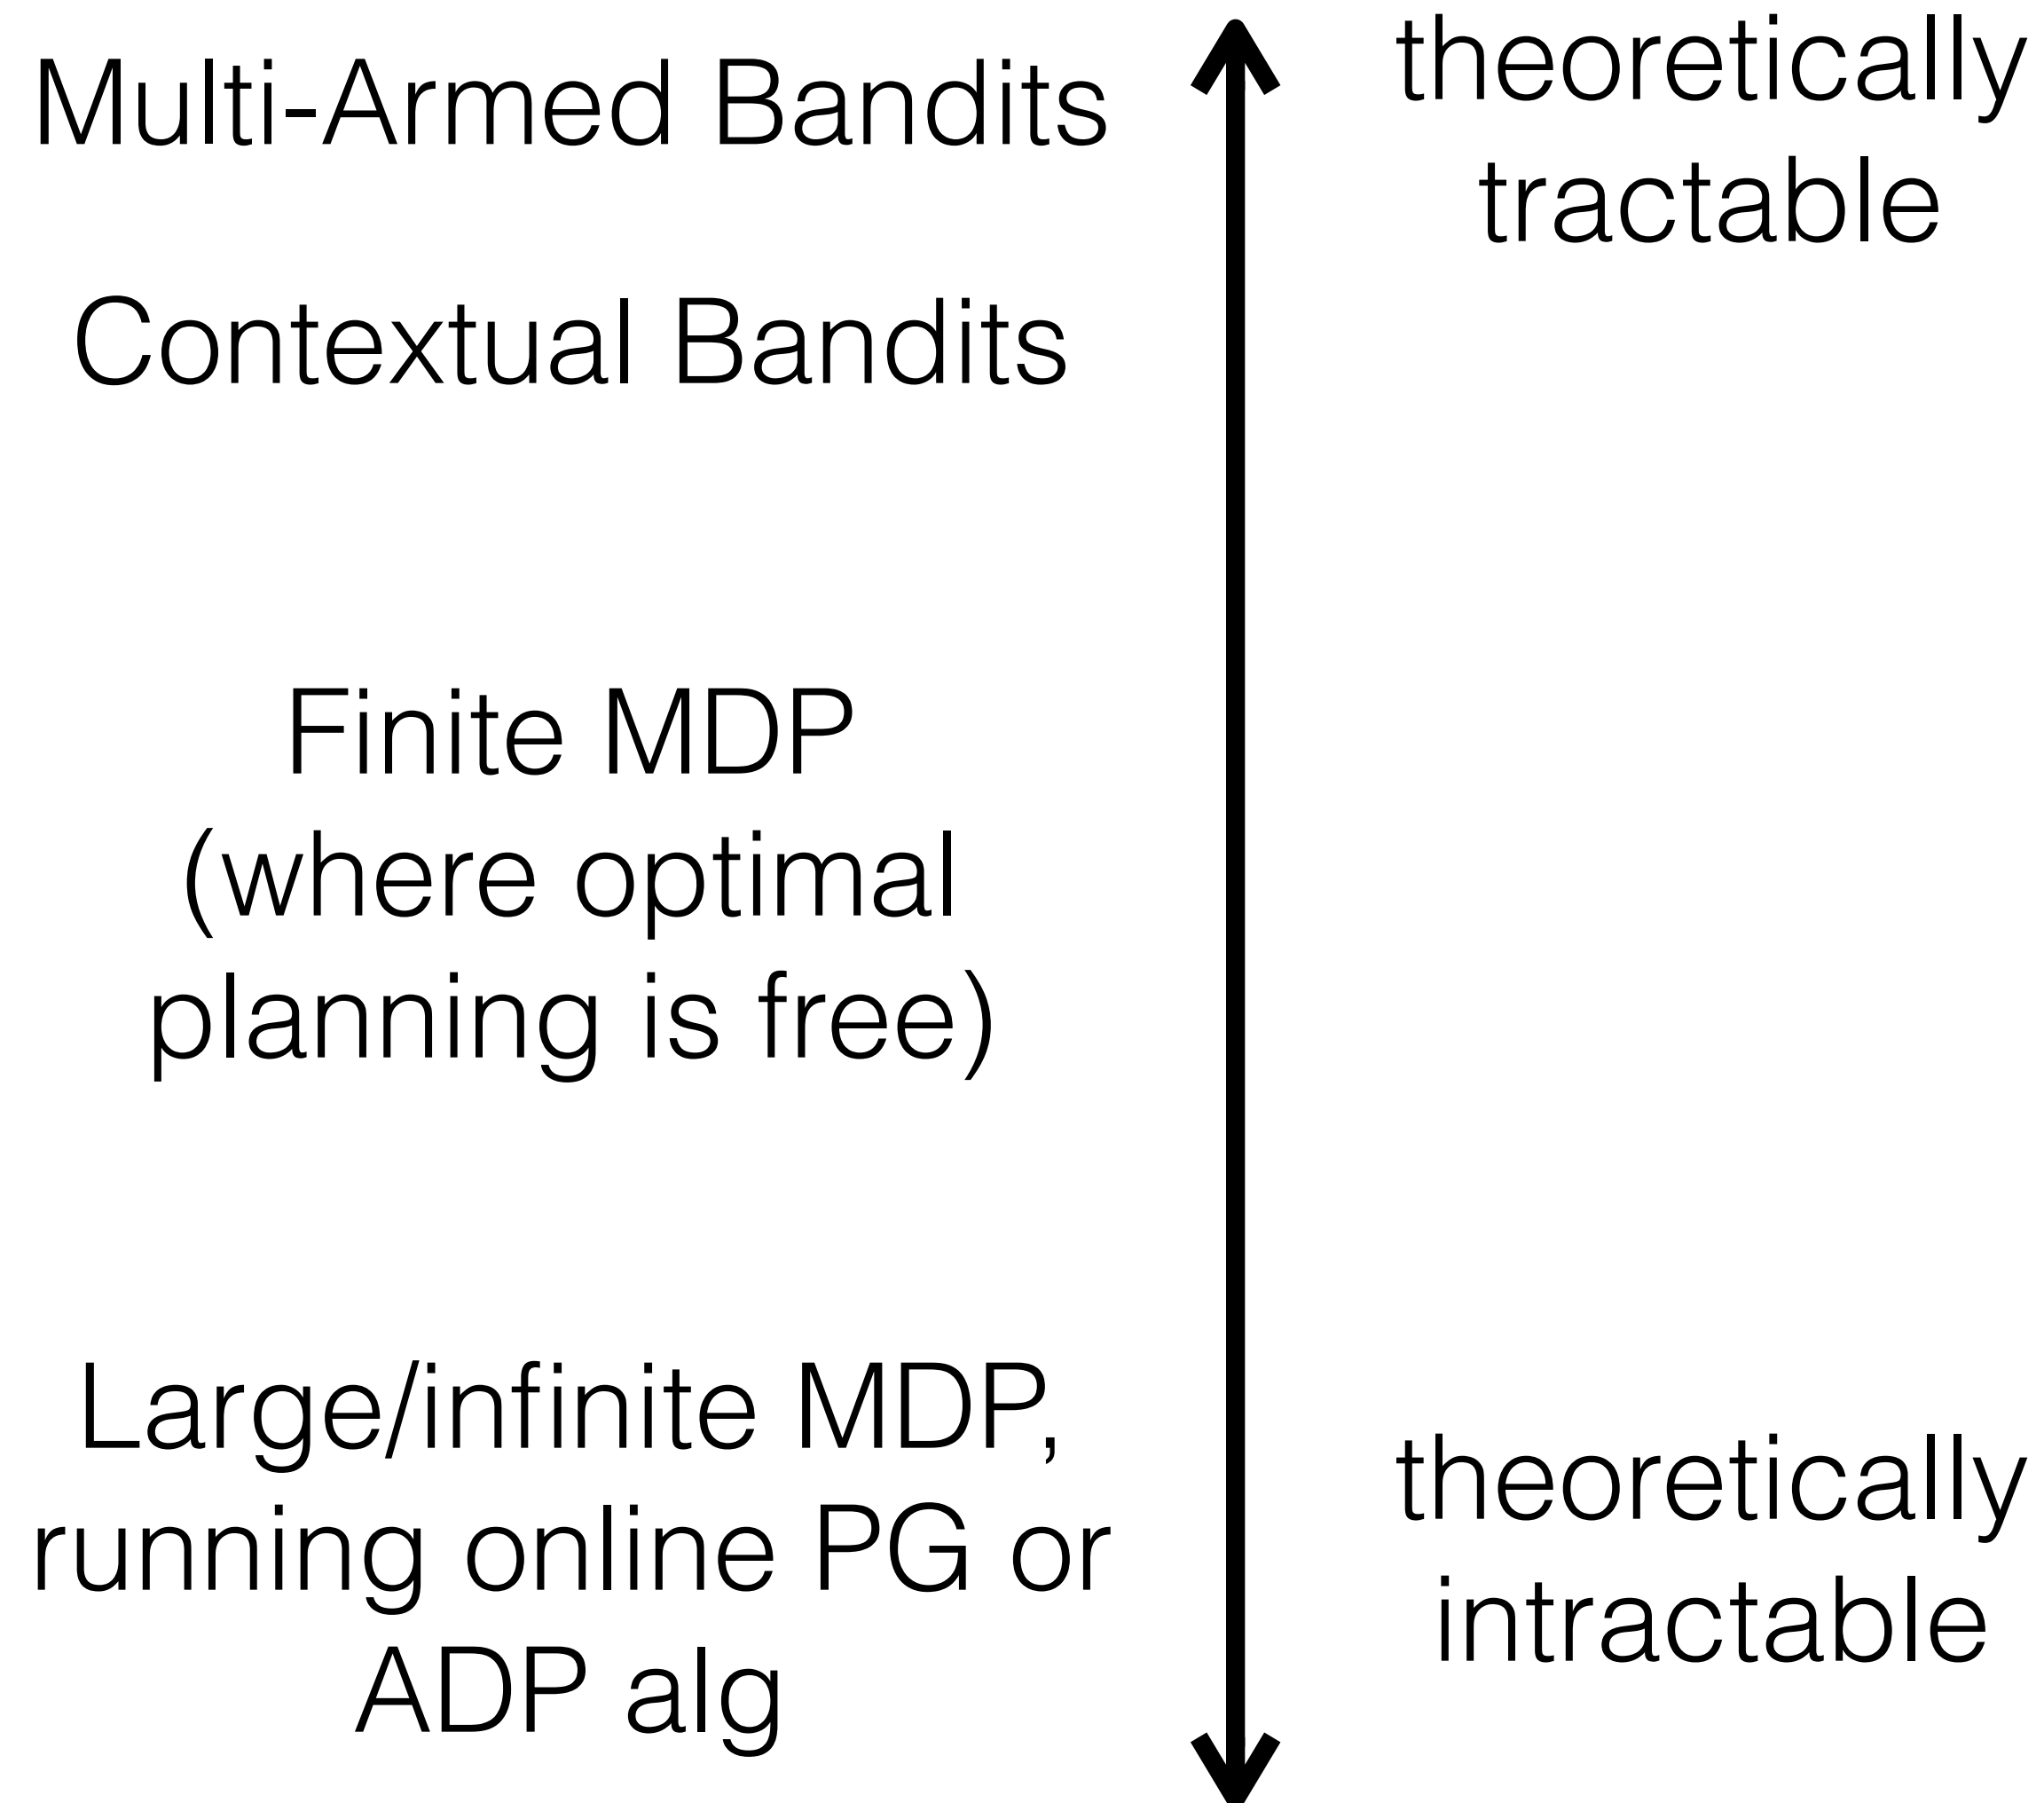 Multi-Armed Bandits
Contextual Bandits
Finite MDP
(where optimal
planning is free)
Large/infinite MDP,
running online PG or
ADP alg
theoretically
tractable
theoretically
intractable